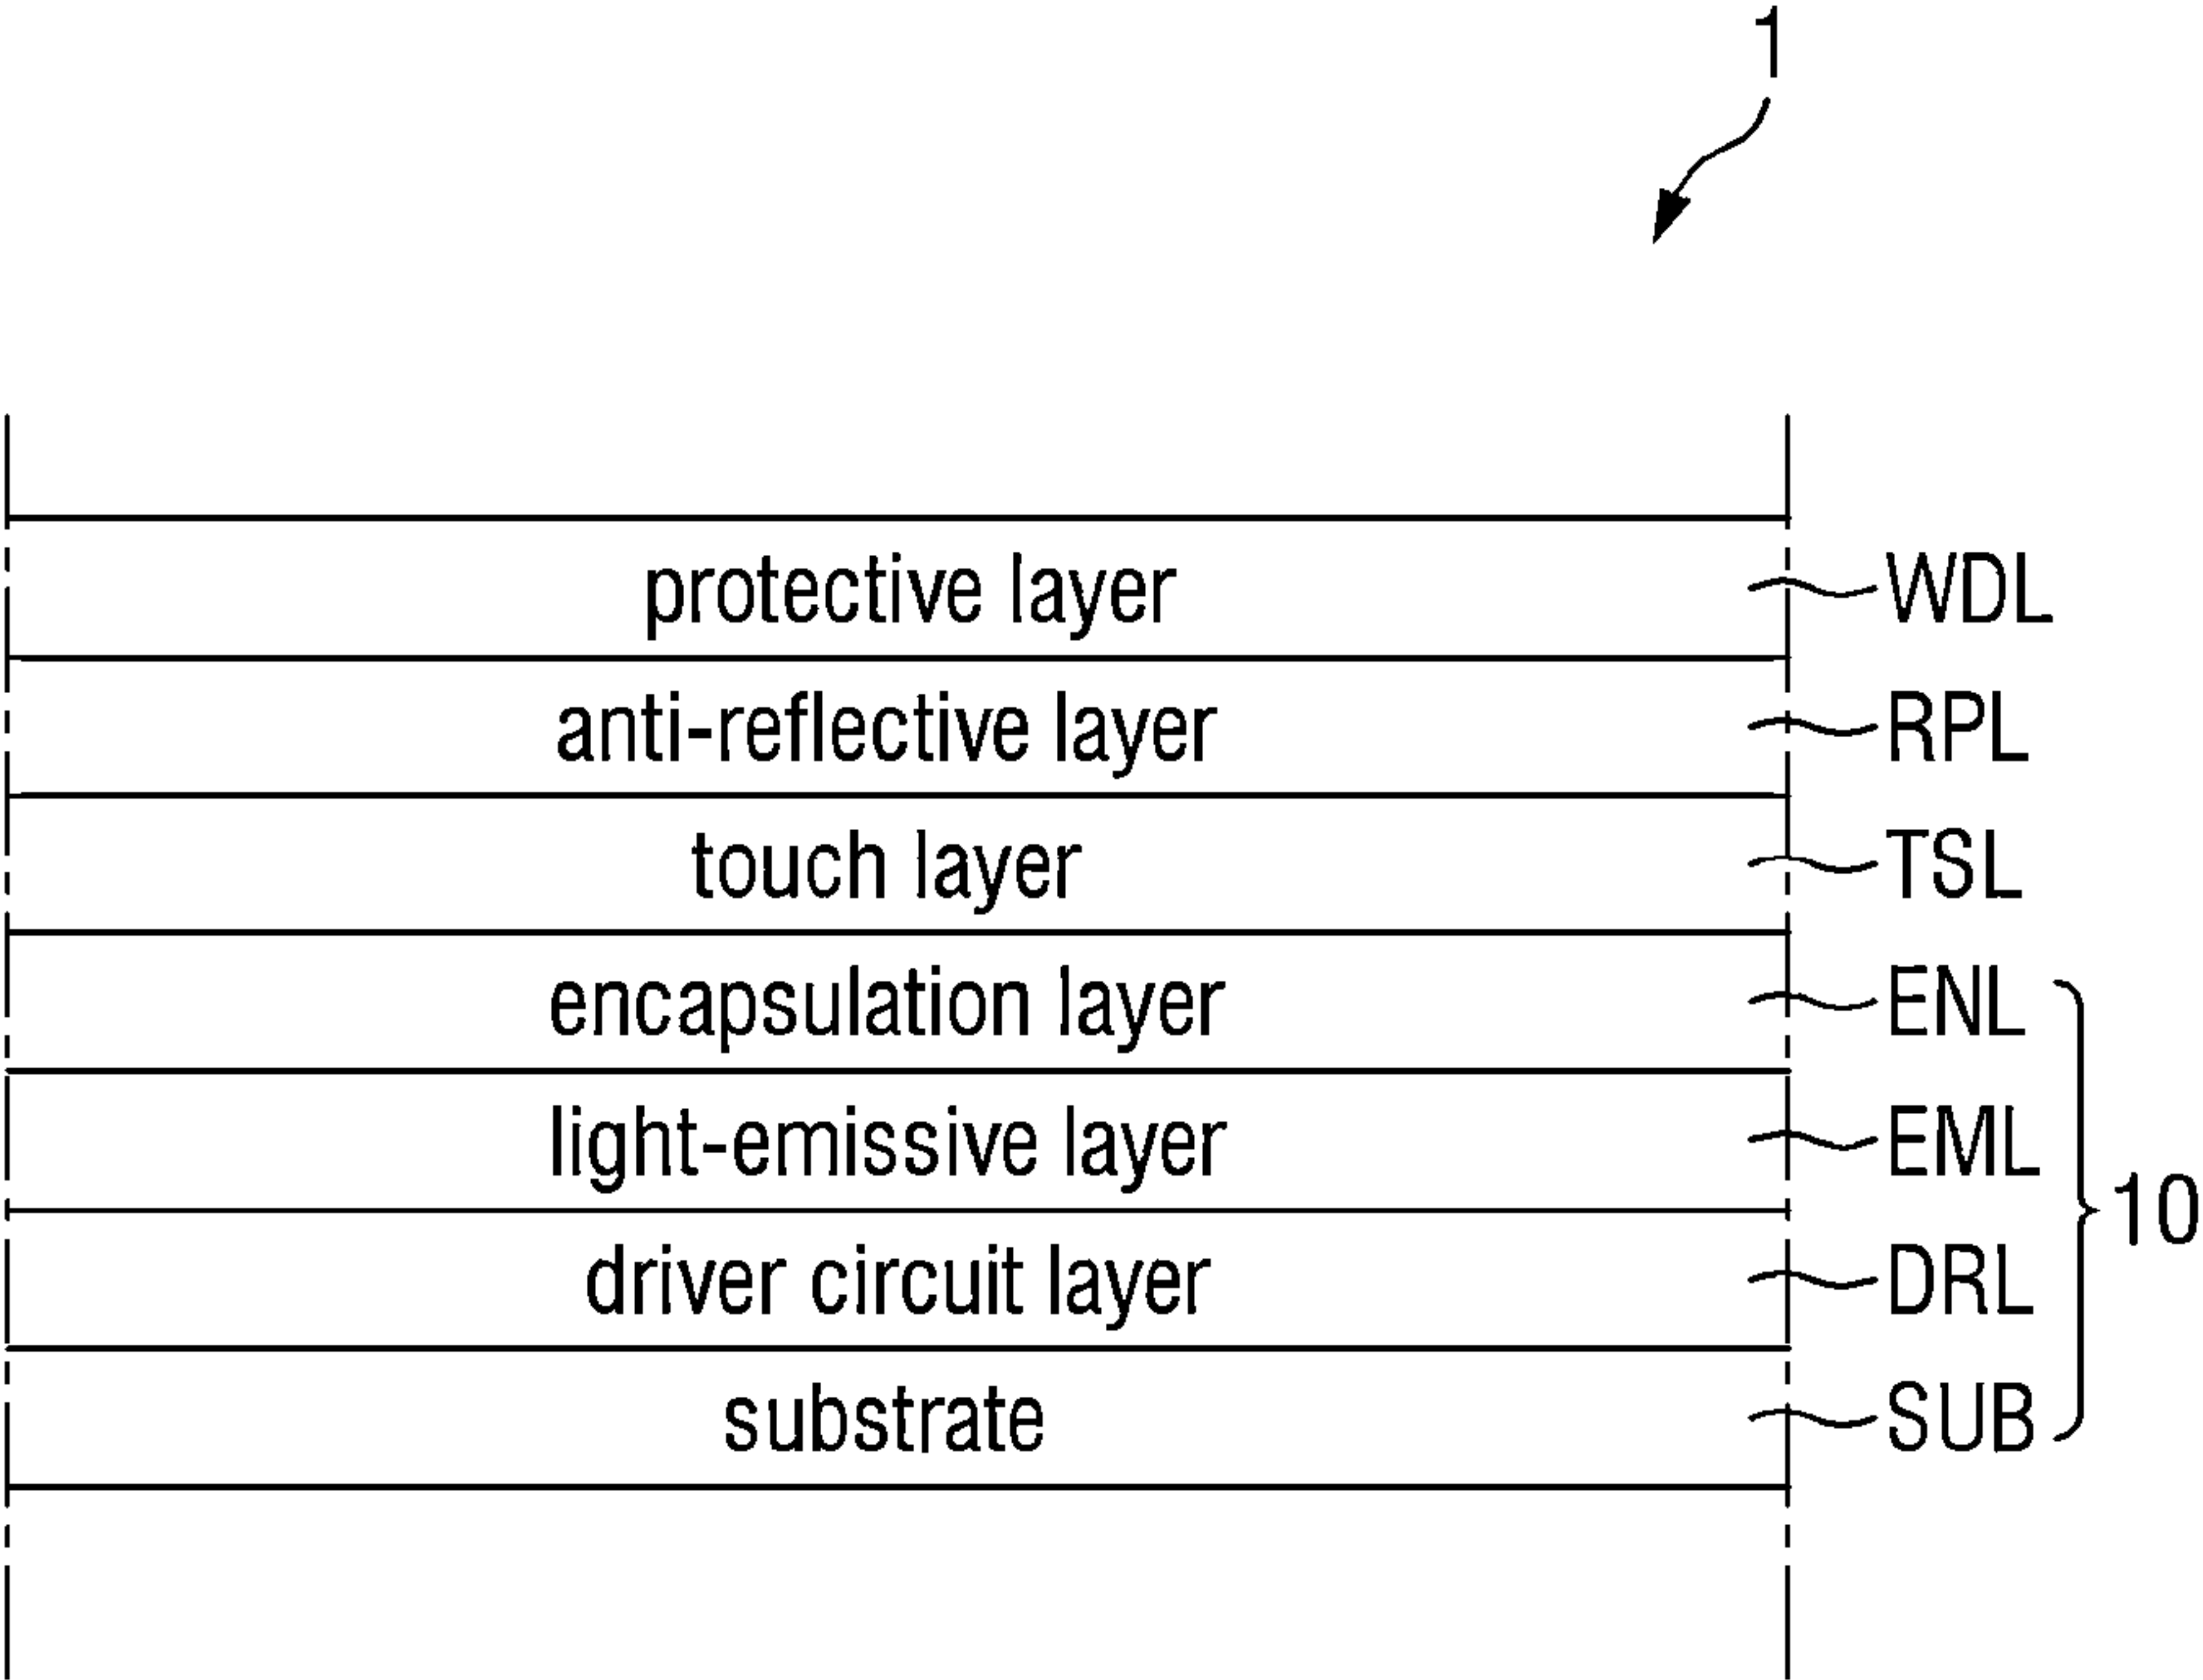 1
protective layer WDL
anti-reflective layer RPL
touch layer TSL
encapsulation layer ENL
light-emissive layer EML
10
driver circuit layer DRL
substrate SUB